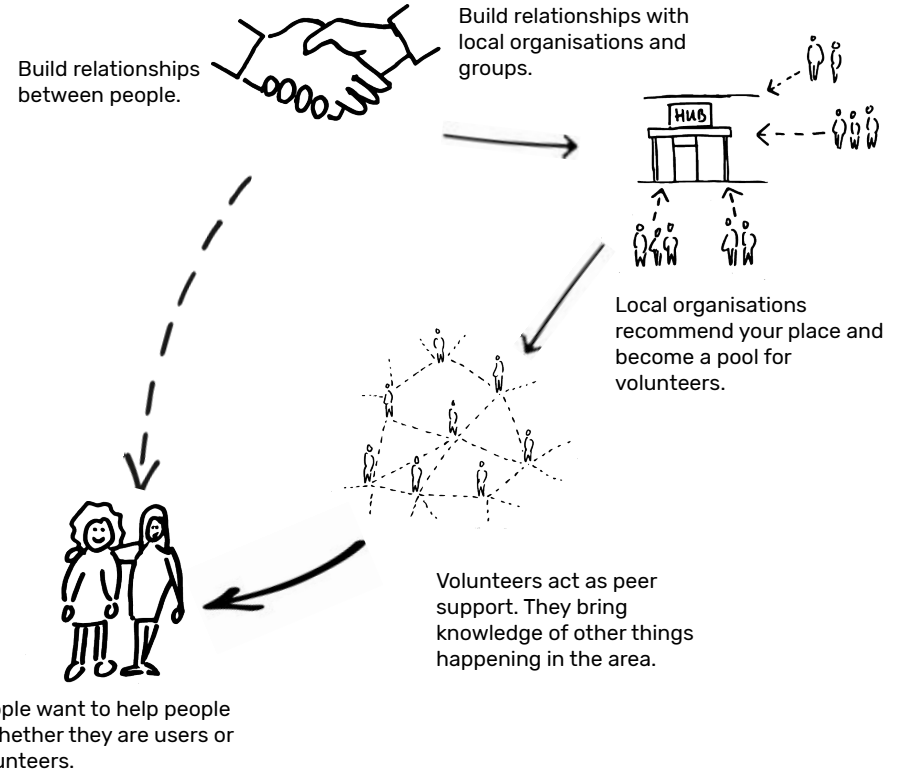 Build relationships
between people.
Build relationships with
local organisations and
groups.
HUB
Local organisations
recommend your place and
become a pool for
volunteers.
Volunteers act as peer
support. They bring
knowledge of other things
happening in the area.
ople want to help people
hether they are users or
unteers.